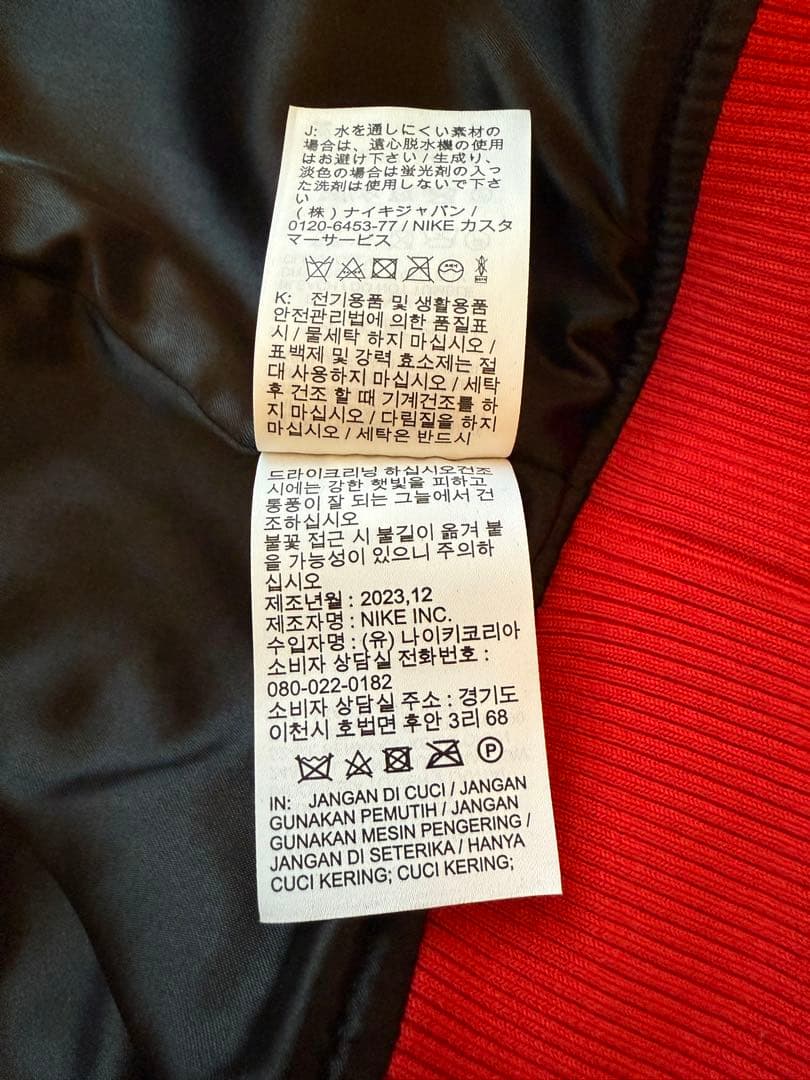 J: 水を通しにくい素材の
場合は、遠心脱水機の使用
はお避け下さい / 生成り、
淡色の場合は蛍光剤の入っ
た洗剤は使用しないで下さ
い
(株) ナイキジャパン /
0120-6453-77 / NIKE カスタ
マーサービス
K: 전기용품 및 생활용품
안전관리법에 의한 품질표
시 / 물세탁 하지 마십시오 /
표백제 및 강력 효소제는 절
대 사용하지 마십시오 / 세탁
후 건조 할 때 기계건조를 하
지 마십시오 / 다림질을 하지
마십시오 / 세탁은 반드시
드라이크리닝 하십시오건조
시에는 강한 햇빛을 피하고
통풍이 잘 되는 그늘에서 건
조하십시오
불꽃 접근 시 불길이 옮겨 붙
을 가능성이 있으니 주의하
십시오
제조년월 : 2023,12
제조자명 : NIKE INC.
수입자명 : (유) 나이키코리아
소비자 상담실 전화번호 :
080-022-0182
소비자 상담실 주소 : 경기도
이천시 호법면 후안 3리 68
P
IN: JANGAN DI CUCI / JANGAN
GUNAKAN PEMUTIH / JANGAN
GUNAKAN MESIN PENGERING /
JANGAN DI SETERIKA / HANYA
CUCI KERING; CUCI KERING;